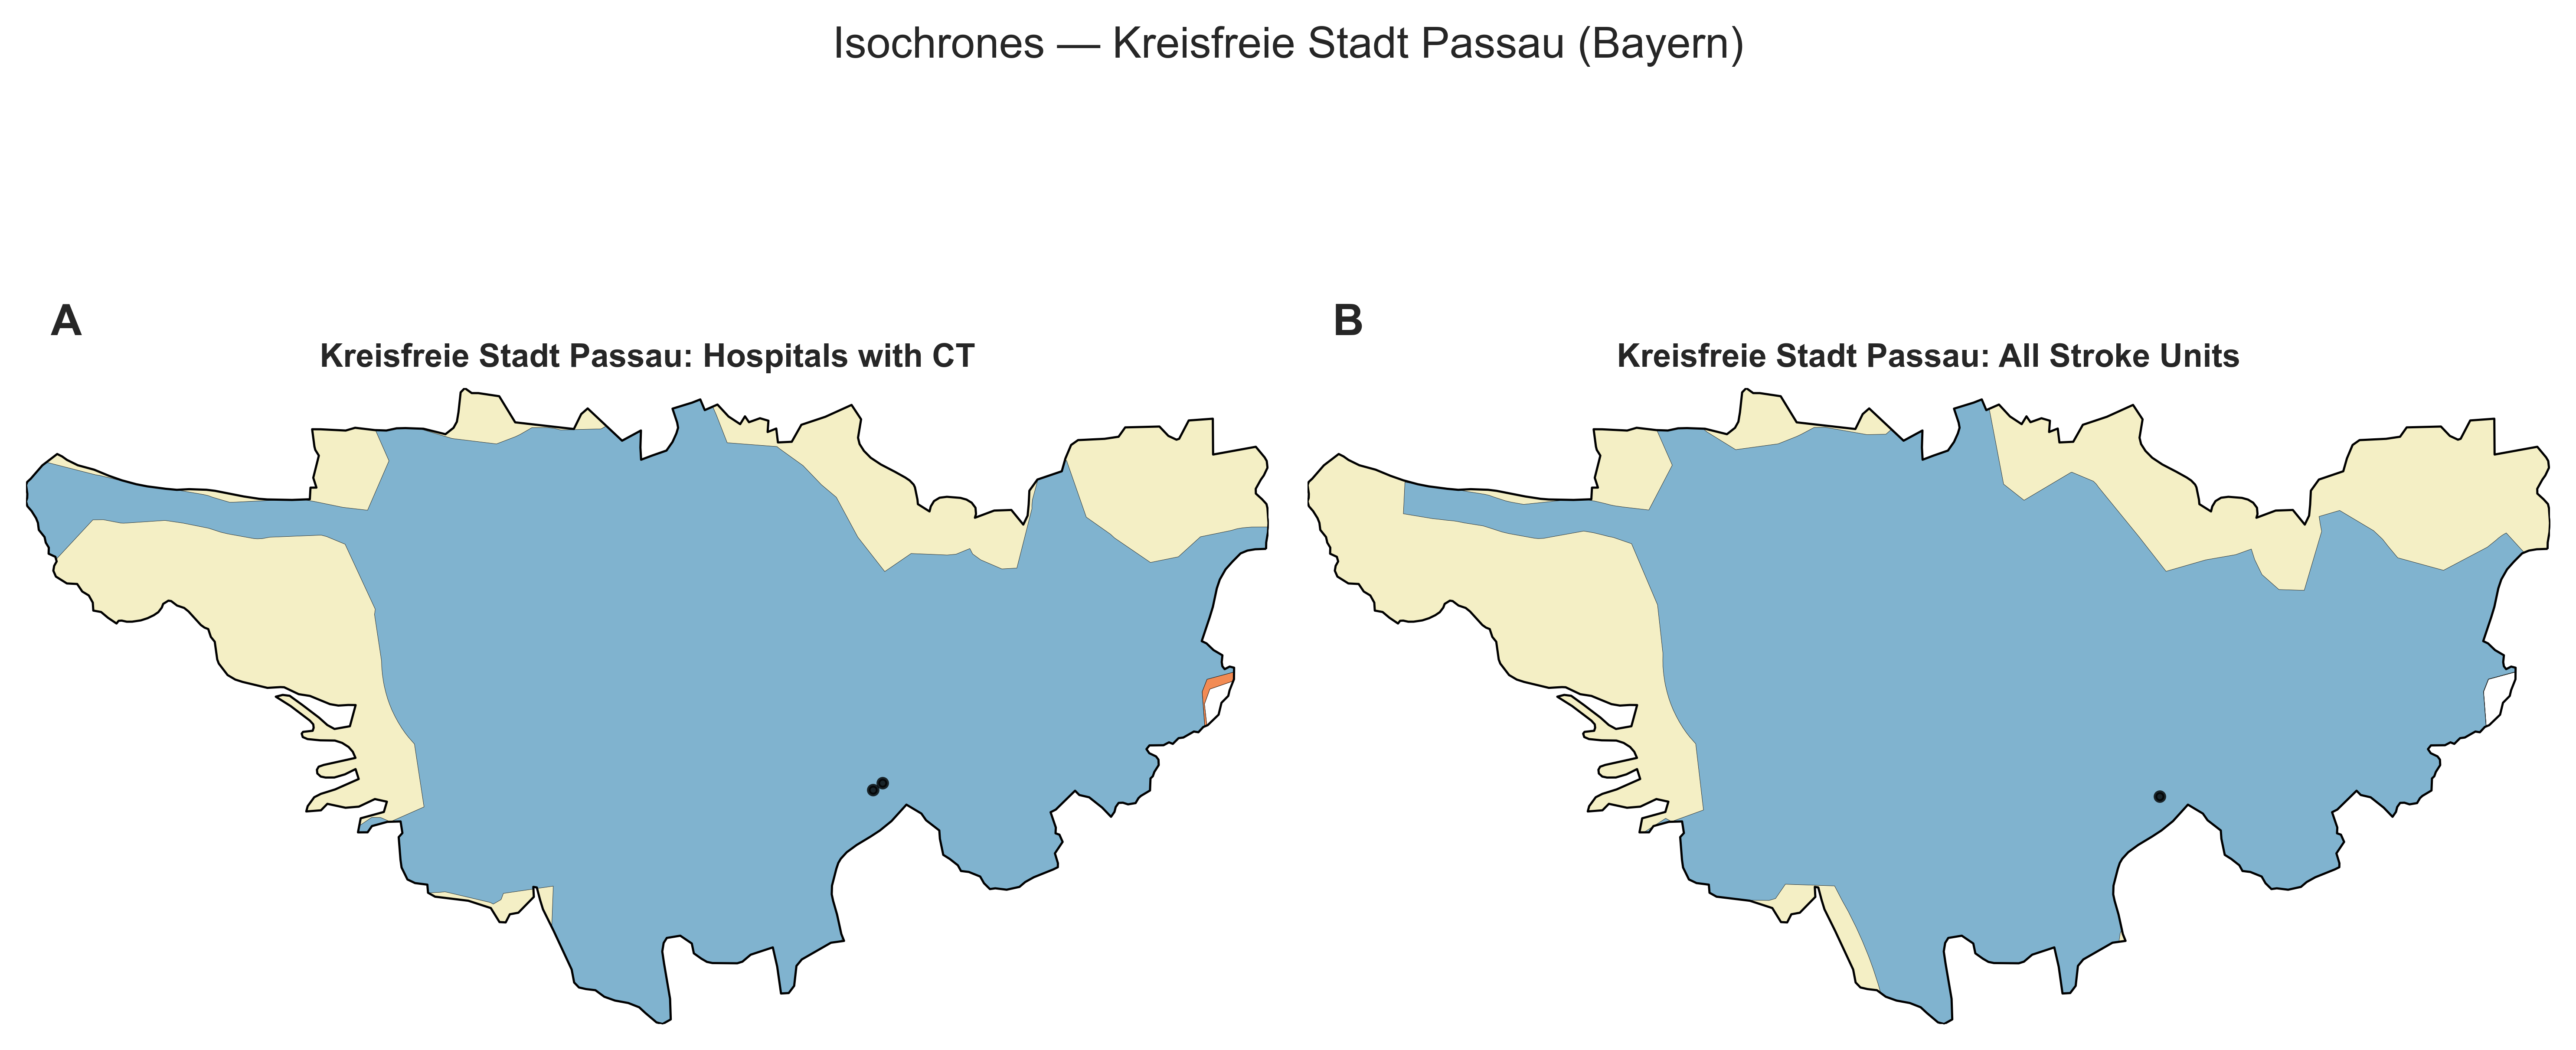 Isochrones — Kreisfreie Stadt Passau (Bayern)
A
Kreisfreie Stadt Passau: Hospitals with CT
B
Kreisfreie Stadt Passau: All Stroke Units